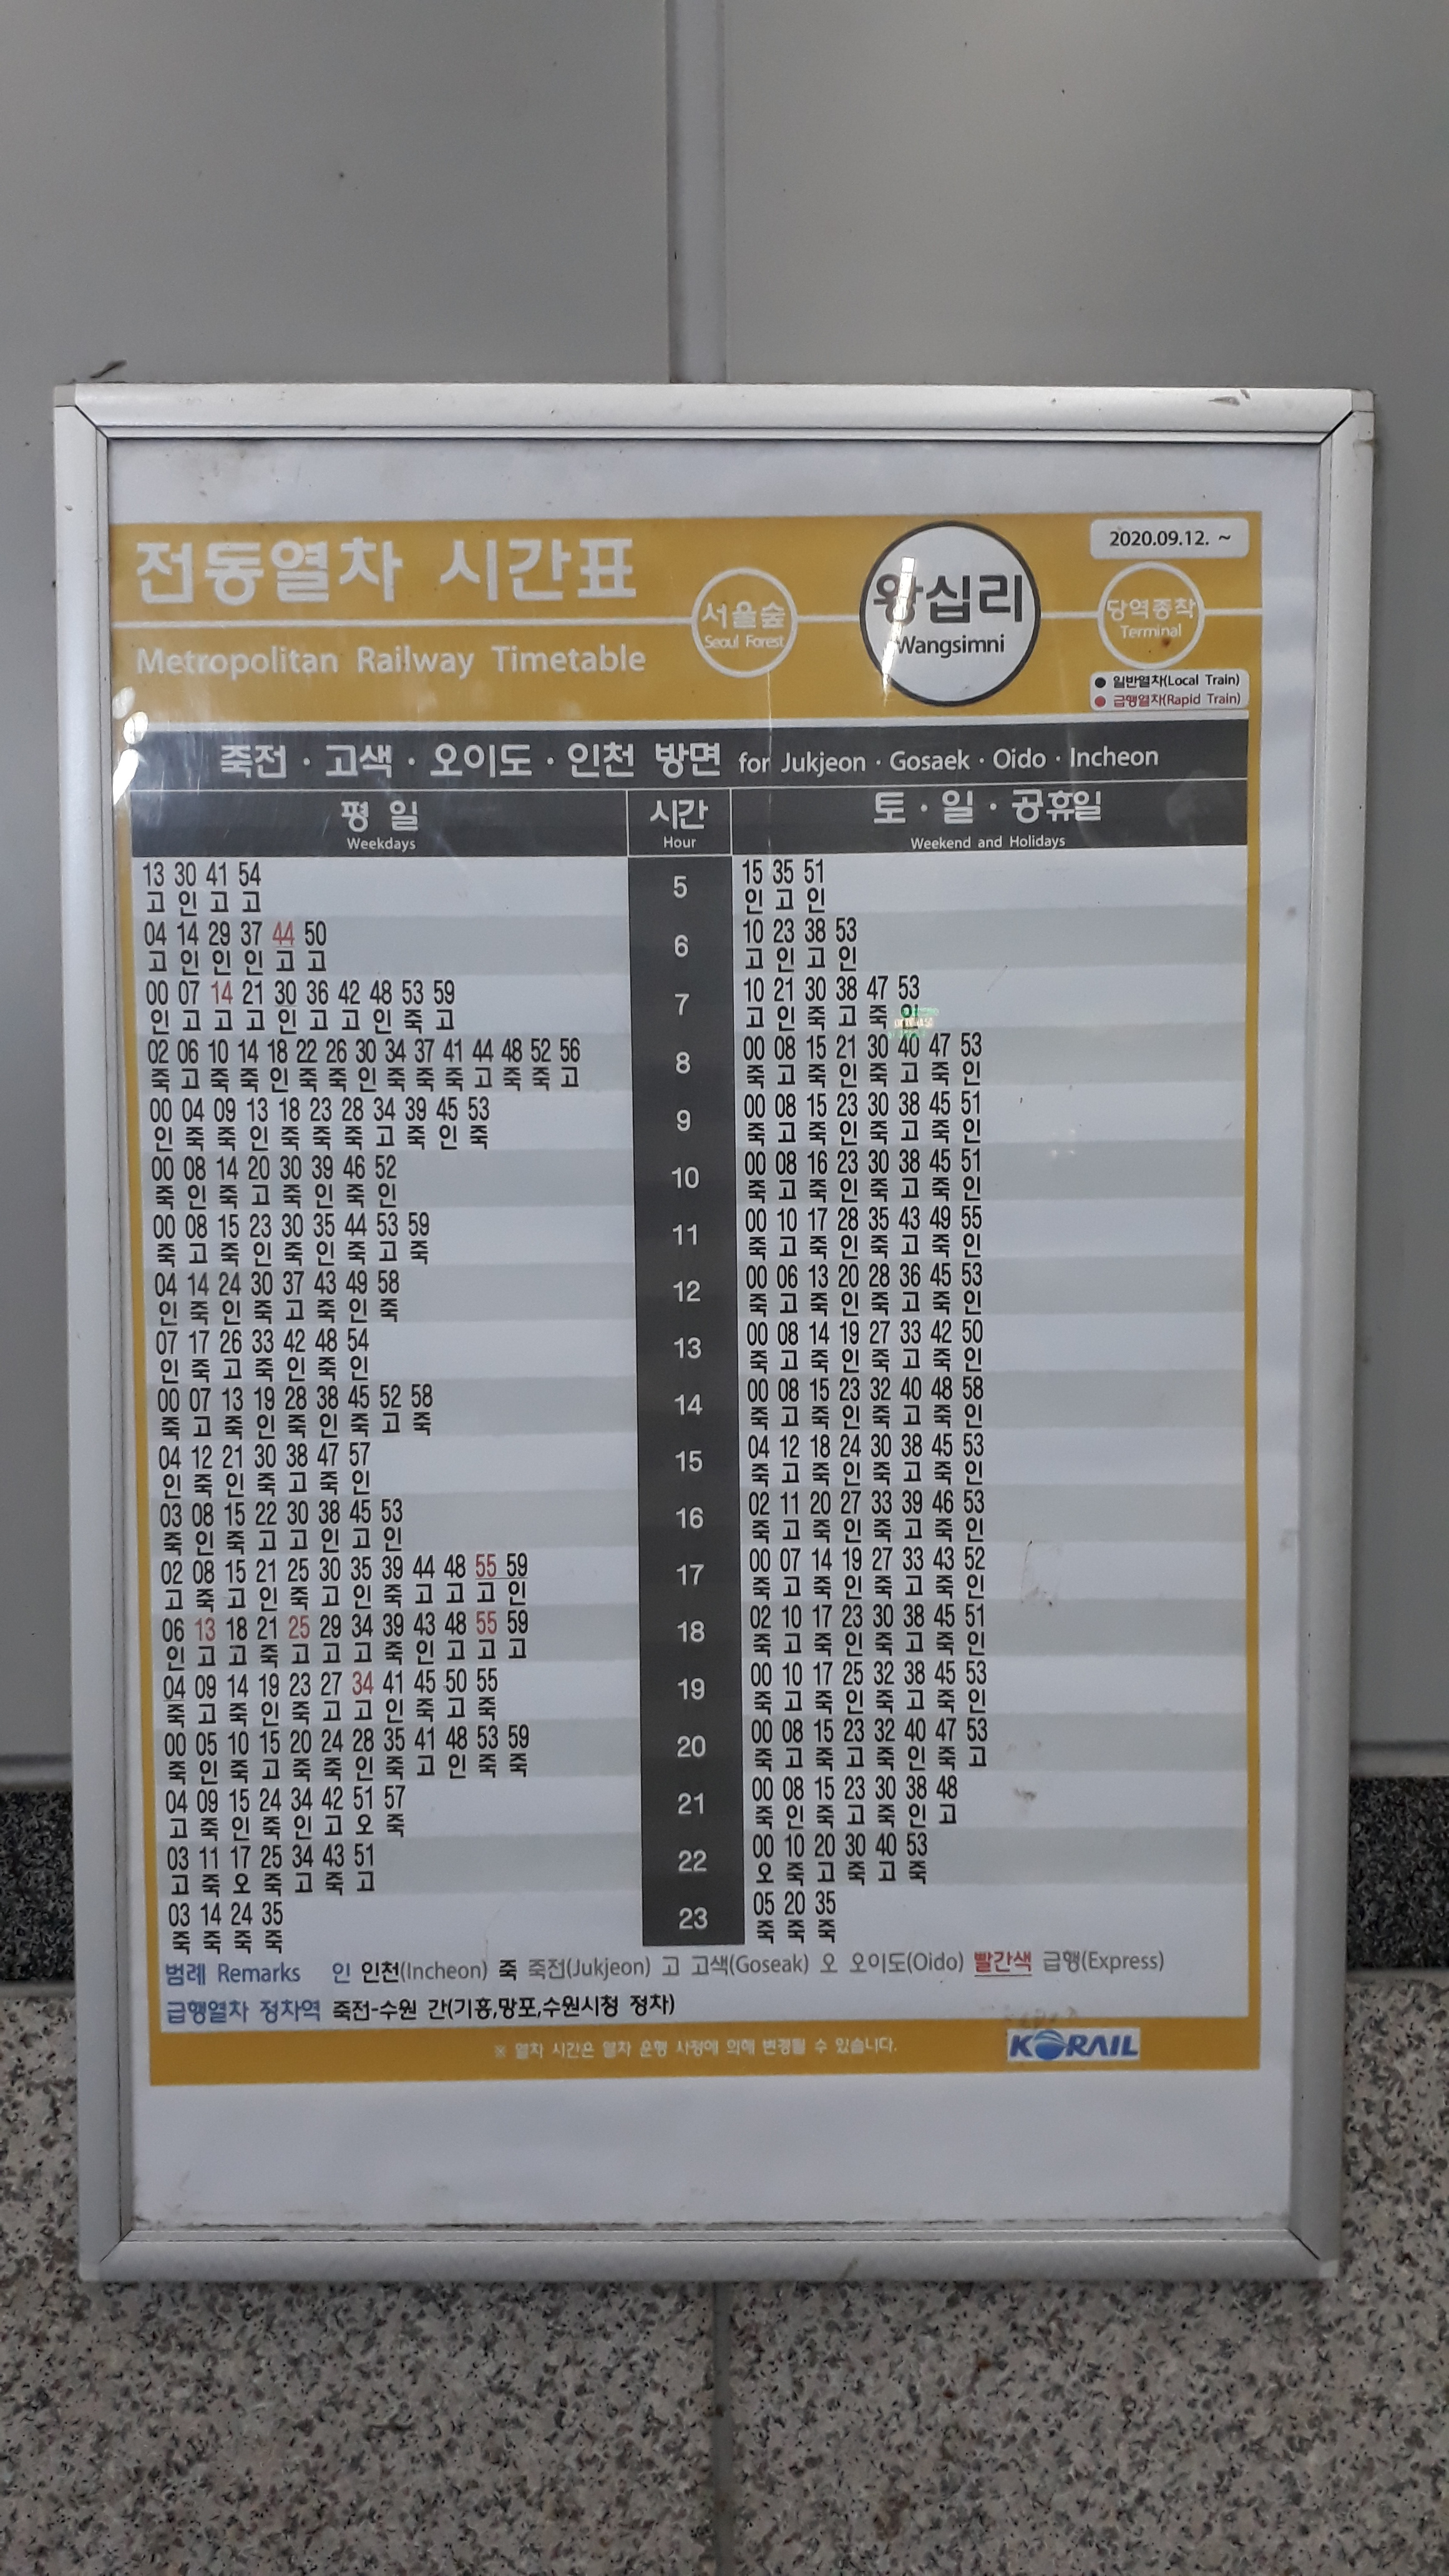 전동열차 시간표
Metropolitan Railway Timetable
서울숲
Seoul Forest
왕십리
Wangsimni
2020.09.12. ~
당역종착
Terminal
● 일반열차(Local Train)
● 급행열차(Rapid Train)
죽전 · 고색 · 오이도 · 인천 방면 for Jukjeon · Gosaek · Oido · Incheon
평 일 시간 토 · 일 · 공휴일
Weekdays Hour Weekend and Holidays
13 30 41 54 5 15 35 51
고 인 고 고 인 고 인
04 14 29 37 44 50 6 10 23 38 53
고 인 인 인 고 고 고 인 고 인
00 07 14 21 30 36 42 48 53 59 7 10 21 30 38 47 53
인 고 고 고 인 고 고 인 죽 고 고 인 죽 고 죽 인
02 06 10 14 18 22 26 30 34 37 41 44 48 52 56 8 00 08 15 21 30 40 47 53
죽 고 죽 죽 인 죽 죽 인 죽 죽 죽 고 죽 죽 고 죽 고 죽 인 죽 고 죽 인
00 04 09 13 18 23 28 34 39 45 53 9 00 08 15 23 30 38 45 51
인 죽 죽 인 죽 죽 죽 고 죽 인 죽 죽 고 죽 인 죽 고 죽 인
00 08 14 20 30 39 46 52 10 00 08 16 23 30 38 45 51
죽 인 죽 고 죽 인 죽 인 죽 고 죽 인 죽 고 죽 인
00 08 15 23 30 35 44 53 59 11 00 10 17 28 35 43 49 55
죽 고 죽 인 죽 인 죽 고 죽 죽 고 죽 인 죽 고 죽 인
04 14 24 30 37 43 49 58 12 00 06 13 20 28 36 45 53
인 죽 인 죽 고 죽 인 죽 죽 고 죽 인 죽 고 죽 인
07 17 26 33 42 48 54 13 00 08 14 19 27 33 42 50
인 죽 고 죽 인 죽 인 죽 고 죽 인 죽 고 죽 인
00 07 13 19 28 38 45 52 58 14 00 08 15 23 32 40 48 58
죽 고 죽 인 죽 인 죽 고 죽 죽 고 죽 인 죽 고 죽 인
04 12 21 30 38 47 57 15 04 12 18 24 30 38 45 53
인 죽 인 죽 고 죽 인 죽 고 죽 인 죽 고 죽 인
03 08 15 22 30 38 45 53 16 02 11 20 27 33 39 46 53
죽 인 죽 고 고 인 고 인 죽 고 죽 인 죽 고 죽 인
02 08 15 21 25 30 35 39 44 48 55 59 17 00 07 14 19 27 33 43 52
고 죽 고 인 죽 고 인 죽 고 고 고 인 죽 고 죽 인 죽 고 죽 인
06 13 18 21 25 29 34 39 43 48 55 59 18 02 10 17 23 30 38 45 51
인 고 고 죽 고 고 고 죽 인 고 고 고 죽 고 죽 인 죽 고 죽 인
04 09 14 19 23 27 34 41 45 50 55 19 00 10 17 25 32 38 45 53
죽 고 죽 인 죽 고 고 인 죽 고 죽 죽 고 죽 인 죽 고 죽 인
00 05 10 15 20 24 28 35 41 48 53 59 20 00 08 15 23 32 40 47 53
죽 인 죽 고 죽 죽 인 죽 고 인 죽 죽 죽 고 죽 고 죽 인 죽 고
04 09 15 24 34 42 51 57 21 00 08 15 23 30 38 48
고 죽 인 죽 인 고 오 죽 죽 인 죽 고 죽 인 고
03 11 17 25 34 43 51 22 00 10 20 30 40 53
고 죽 오 죽 고 죽 고 오 죽 고 죽 고 죽
03 14 24 35 23 05 20 35
죽 죽 죽 죽 죽 죽 죽
범례 Remarks 인 인천(Incheon) 죽 죽전(Jukjeon) 고 고색(Goseak) 오 오이도(Oido) 빨간색 급행(Express)
급행열차 정차역 죽전-수원 간(기흥,망포,수원시청 정차)
※ 열차 시간은 열차 운행 사정에 의해 변경될 수 있습니다.
KORAIL